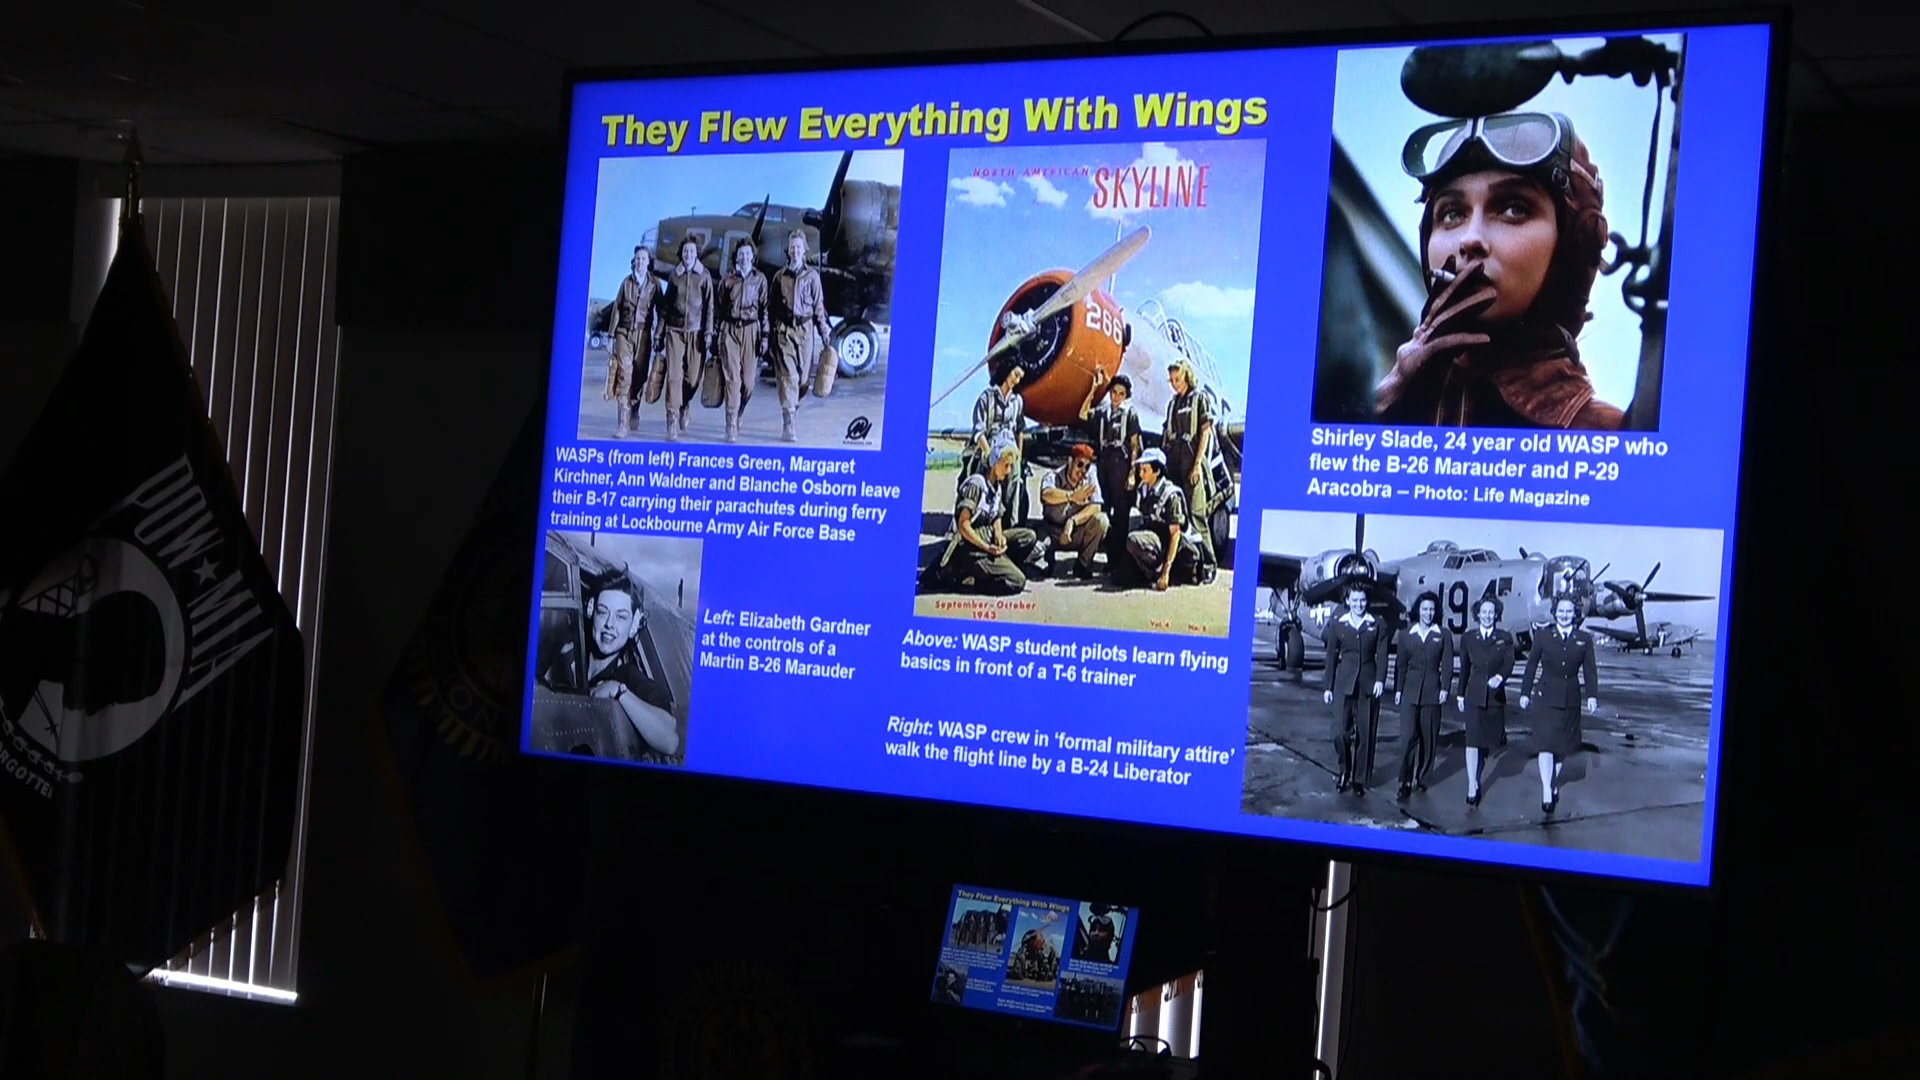 They Flew Everything With Wings
NORTH AMERICAN
SKYLINE
266
September-October
1943
Vol. 4
No. 5
WASPs (from left) Frances Green, Margaret
Kirchner, Ann Waldner and Blanche Osborn leave
their B-17 carrying their parachutes during ferry
training at Lockbourne Army Air Force Base
Left: Elizabeth Gardner
at the controls of a
Martin B-26 Marauder
Above: WASP student pilots learn flying
basics in front of a T-6 trainer
Right: WASP crew in ‘formal military attire’
walk the flight line by a B-24 Liberator
Shirley Slade, 24 year old WASP who
flew the B-26 Marauder and P-29
Aracobra – Photo: Life Magazine
194
POW★MIA
They Flew Everything With Wings